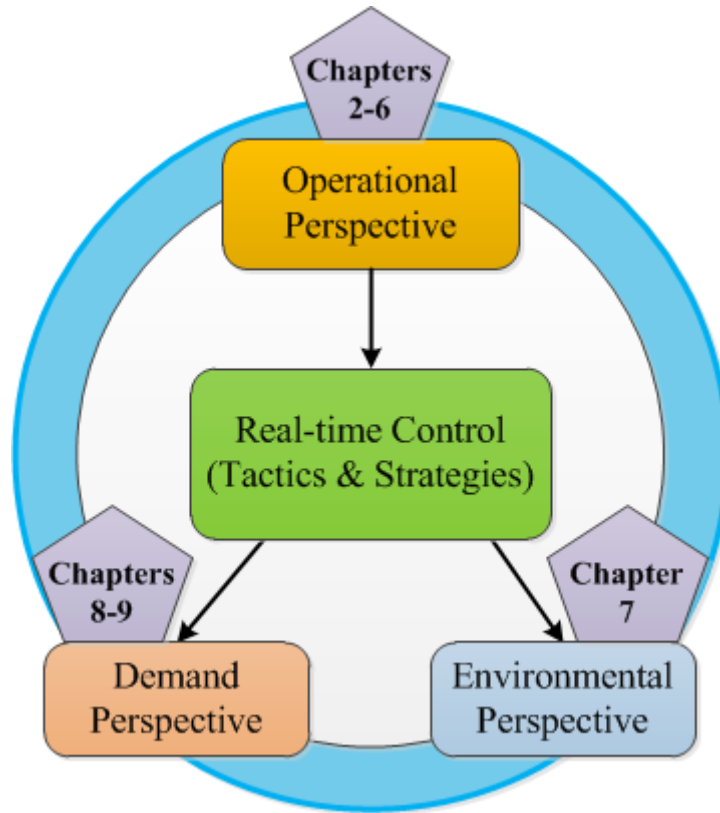 Chapters
2-6
Operational
Perspective
Real-time Control
(Tactics & Strategies)
Chapters
8-9
Demand
Perspective
Chapter
7
Environmental
Perspective